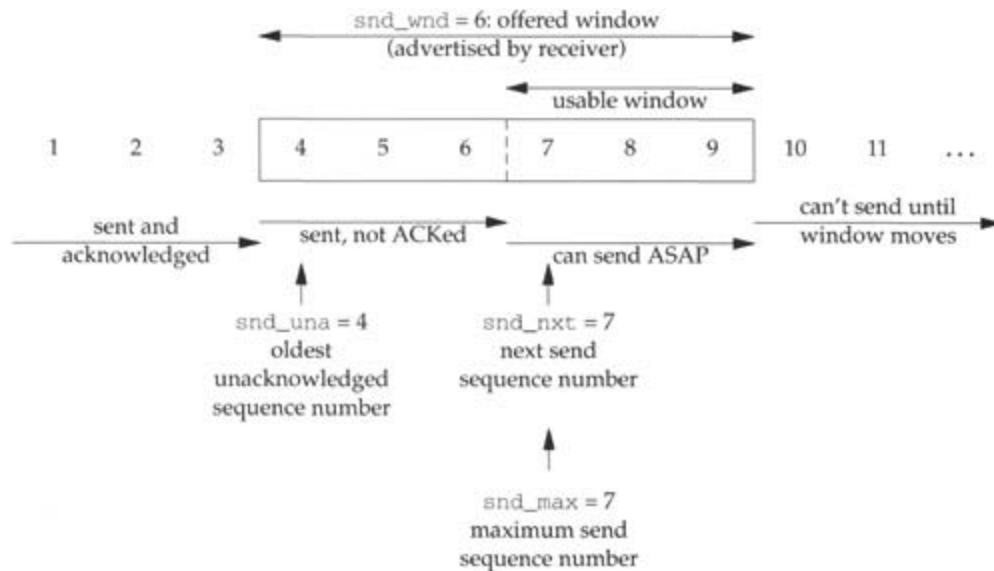 snd_wnd = 6: offered window
(advertised by receiver)
usable window
1 2 3 4 5 6 7 8 9 10 11 ...
sent and
acknowledged
sent, not ACKed
can send ASAP
can't send until
window moves
snd_una = 4
oldest
unacknowledged
sequence number
snd_nxt = 7
next send
sequence number
snd_max = 7
maximum send
sequence number